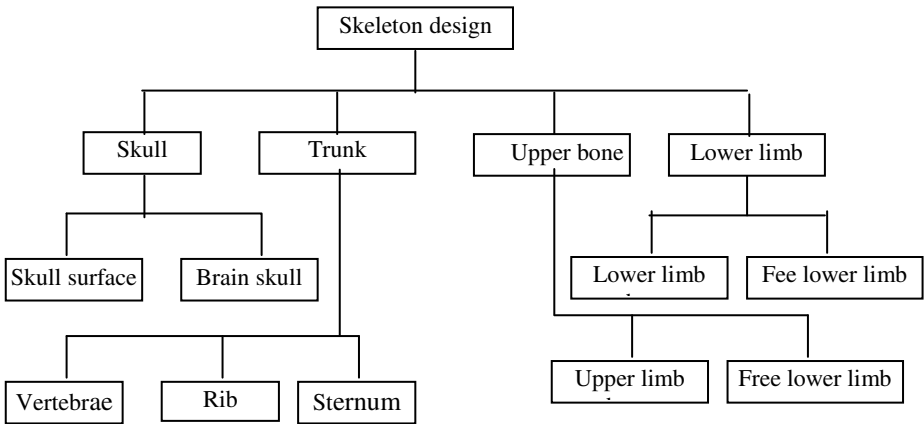 Skeleton design
Skull
Trunk
Upper bone
Lower limb
Skull surface
Brain skull
Lower limb
Fee lower limb
Upper limb
Free lower limb
Vertebrae
Rib
Sternum